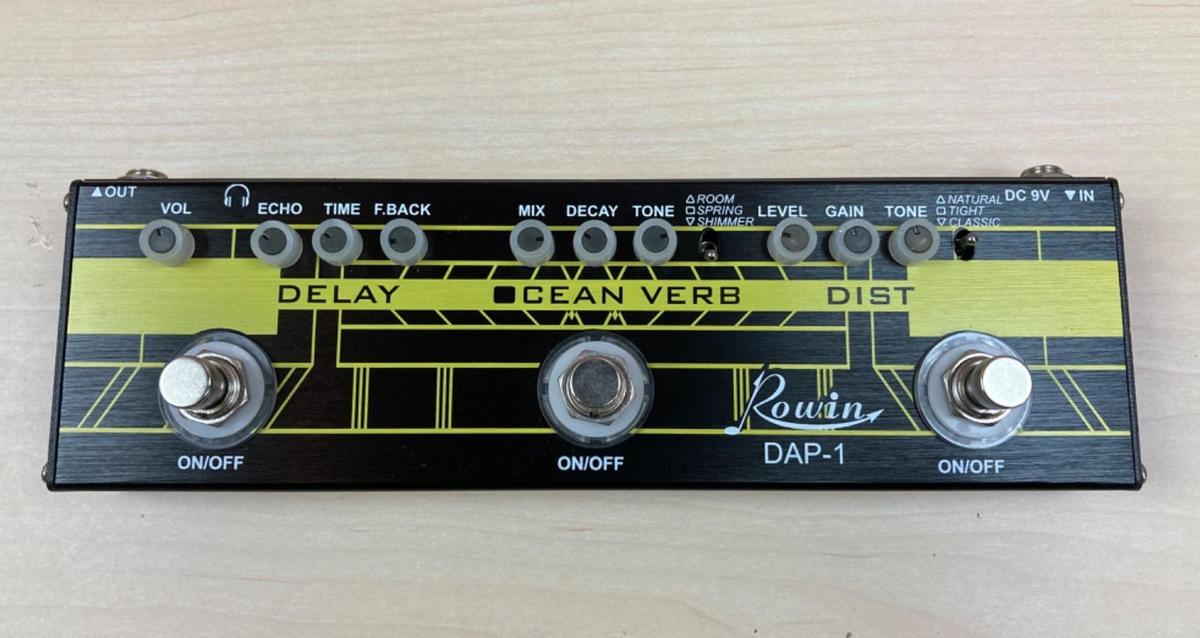 ▲OUT
VOL
ECHO
TIME
F.BACK
MIX
DECAY
TONE
△ROOM
□SPRING
▽SHIMMER
LEVEL
GAIN
TONE
△NATURAL
□TIGHT
▽CLASSIC
DC 9V
▼IN
DELAY
OCEAN VERB
DIST
Rowin
DAP-1
ON/OFF
ON/OFF
ON/OFF